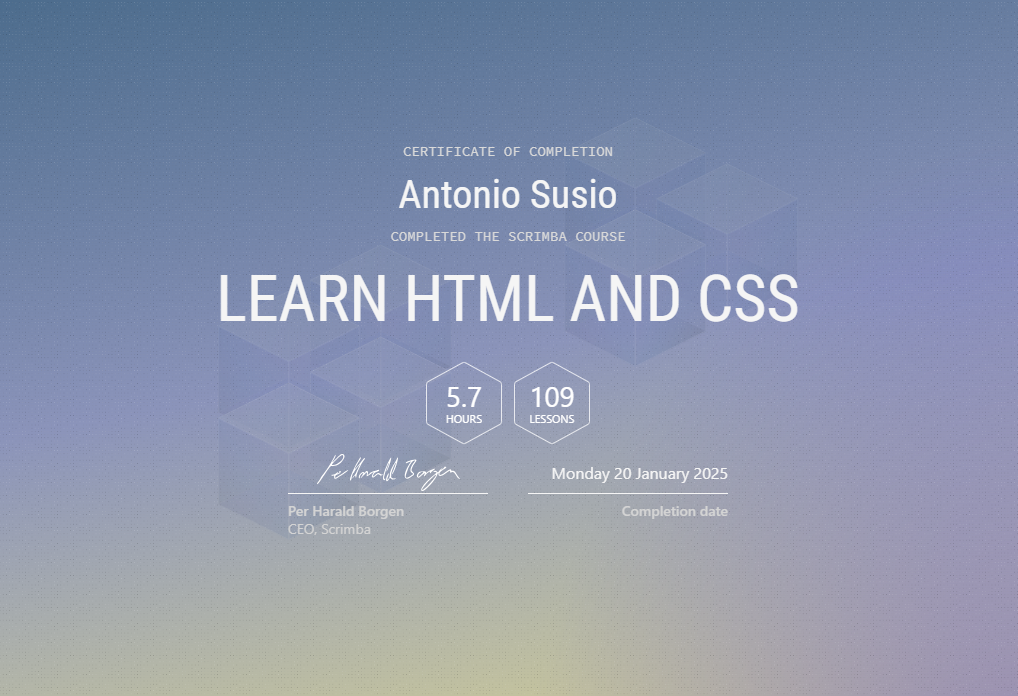 CERTIFICATE OF COMPLETION
Antonio Susio
COMPLETED THE SCRIMBA COURSE
LEARN HTML AND CSS
5.7
HOURS
109
LESSONS
Per Harald Borgen
Monday 20 January 2025
Per Harald Borgen
CEO, Scrimba
Completion date